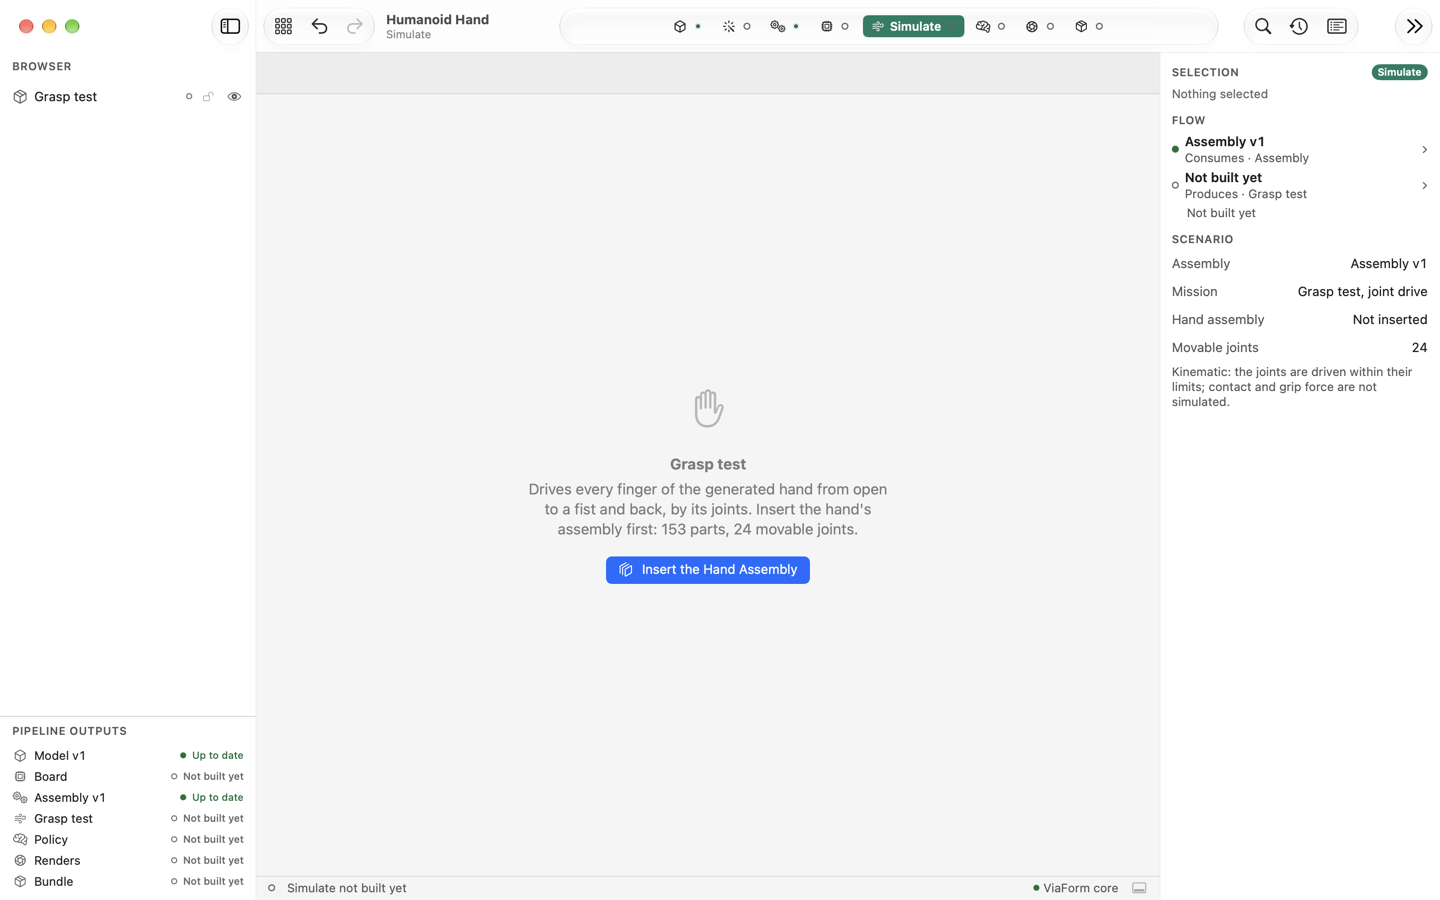 Humanoid Hand
Simulate
Simulate
BROWSER
Grasp test
Grasp test
Drives every finger of the generated hand from open
to a fist and back, by its joints. Insert the hand's
assembly first: 153 parts, 24 movable joints.
Insert the Hand Assembly
SELECTION
Simulate
Nothing selected
FLOW
Assembly v1
Consumes · Assembly
Not built yet
Produces · Grasp test
Not built yet
SCENARIO
Assembly Assembly v1
Mission Grasp test, joint drive
Hand assembly Not inserted
Movable joints 24
Kinematic: the joints are driven within their
limits; contact and grip force are not
simulated.
PIPELINE OUTPUTS
Model v1 Up to date
Board Not built yet
Assembly v1 Up to date
Grasp test Not built yet
Policy Not built yet
Renders Not built yet
Bundle Not built yet
Simulate not built yet
ViaForm core